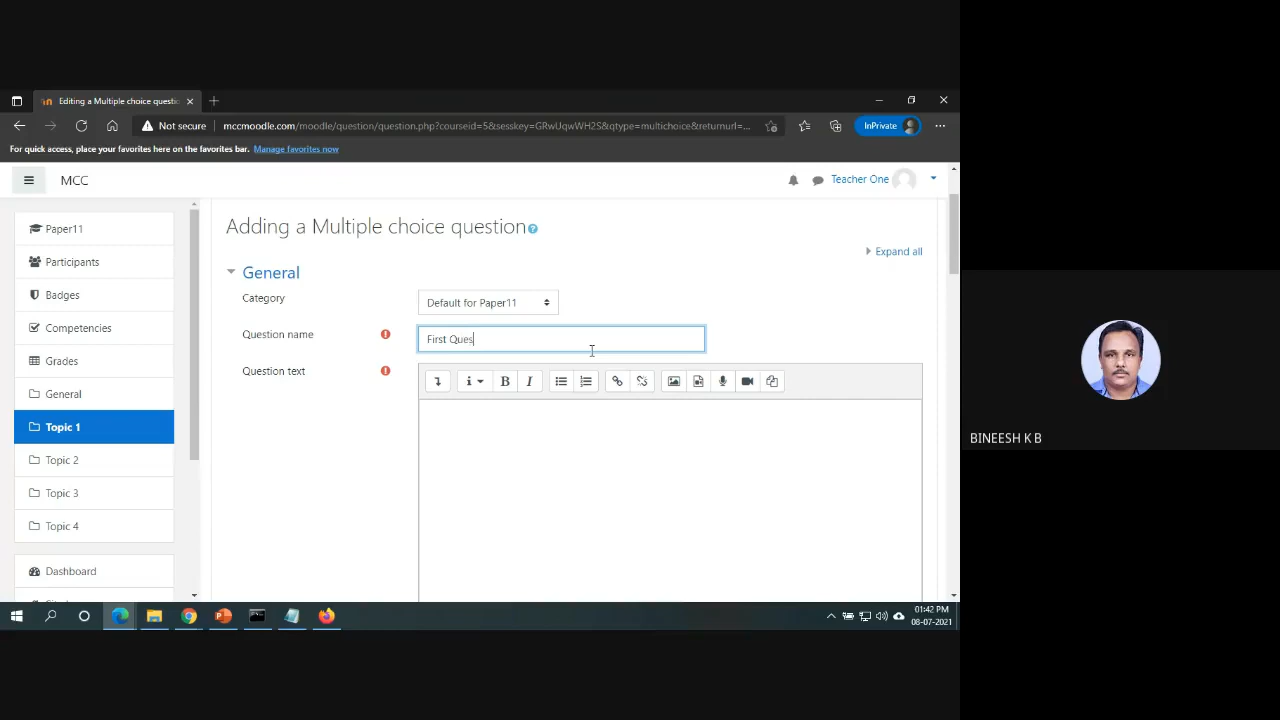 Editing a Multiple choice questi
Not secure
mccmoodle.com/moodle/question/question.php?courseid=5&sesskey=GRwUqwWH2S&qtype=multichoice&returnurl=...
InPrivate
For quick access, place your favorites here on the favorites bar. Manage favorites now
MCC
Teacher One
Paper11
Participants
Badges
Competencies
Grades
General
Topic 1
Topic 2
Topic 3
Topic 4
Dashboard
Adding a Multiple choice question
Expand all
General
Category
Default for Paper11
Question name
First Ques
Question text
B I
BINEESH K B
01:42 PM
08-07-2021